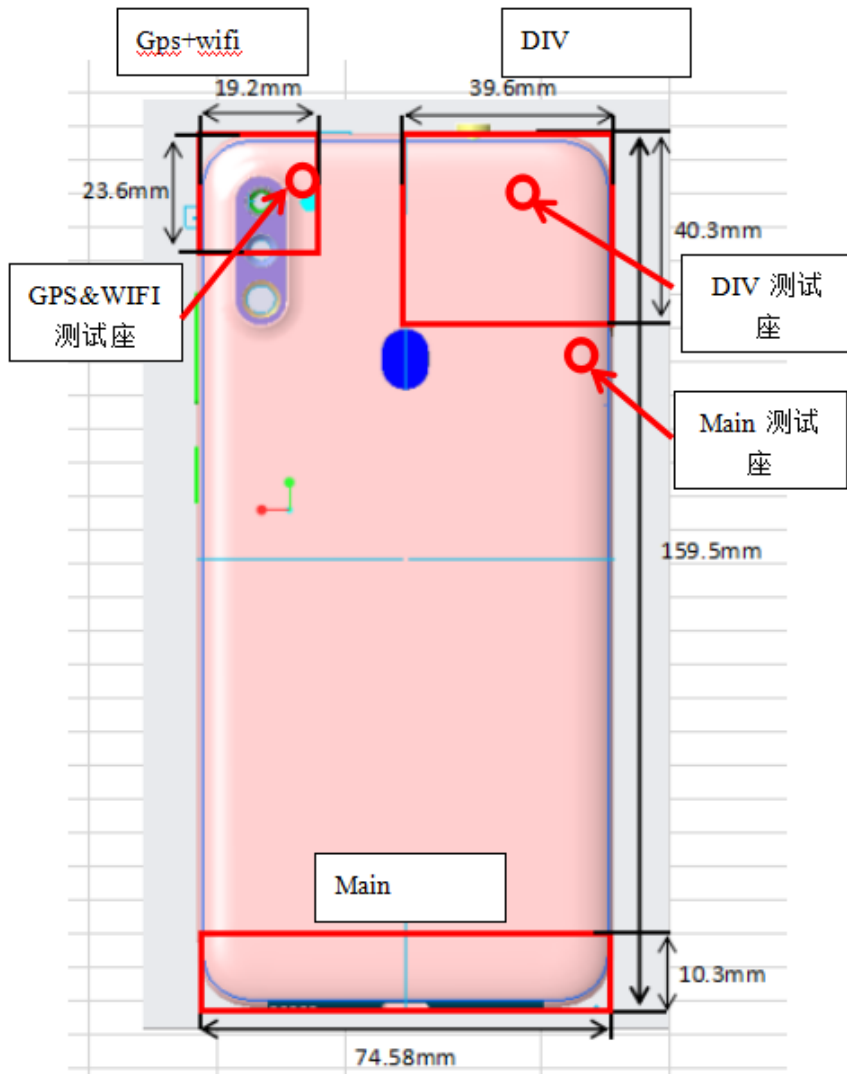 Gps+wifi
DIV
19.2mm
39.6mm
23.6mm
40.3mm
GPS&WIFI
测试座
DIV 测试
座
Main 测试
座
159.5mm
Main
10.3mm
74.58mm